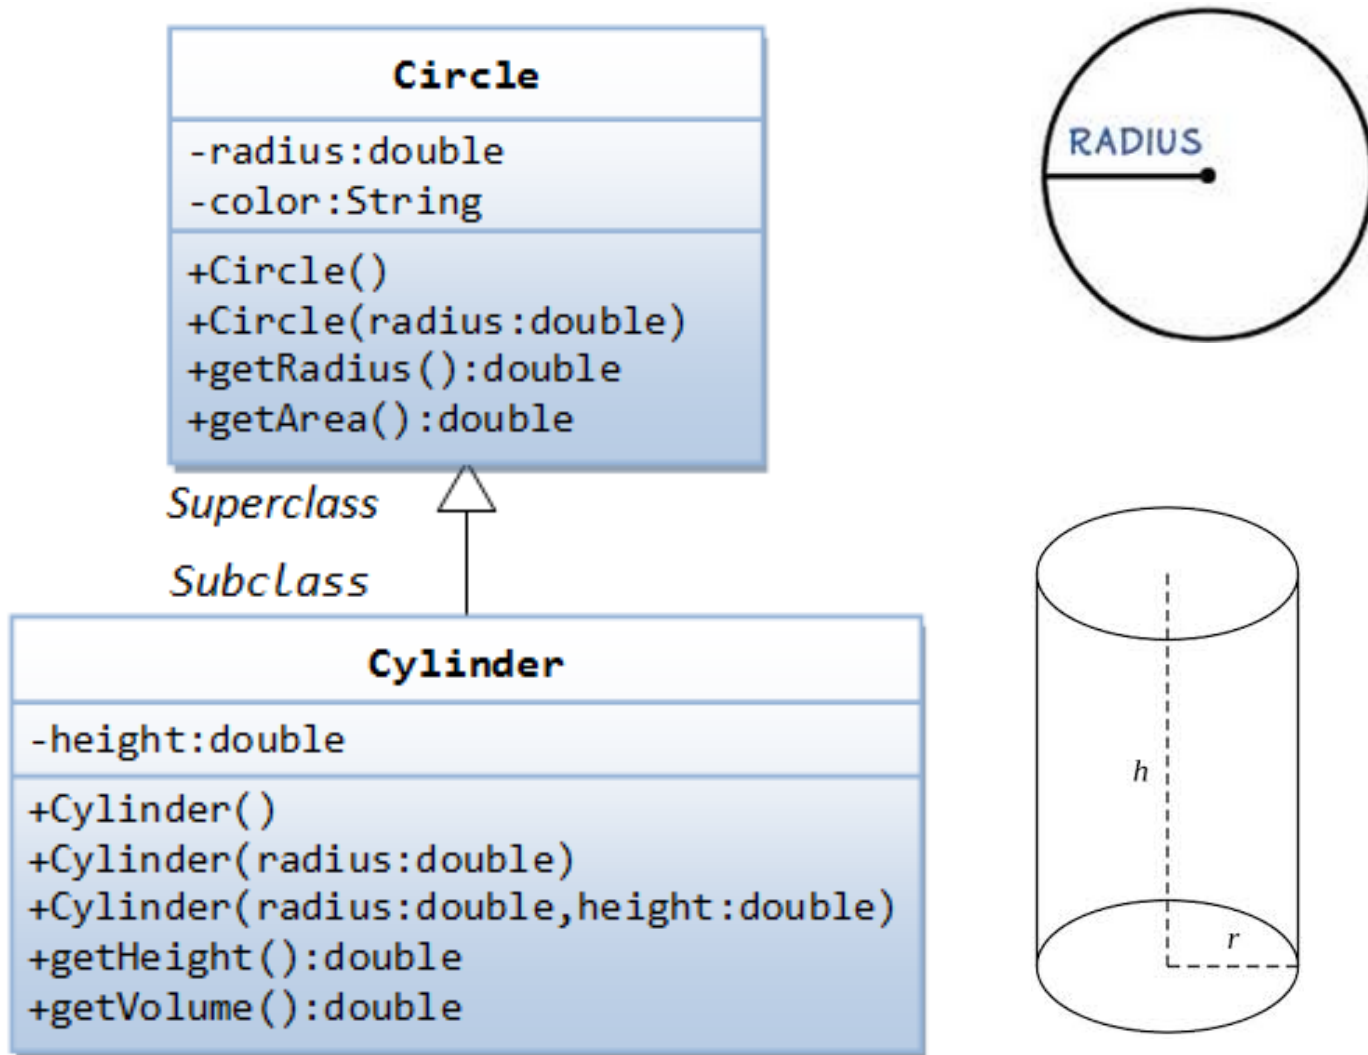 Circle
-radius:double
-color:String
+Circle()
+Circle(radius:double)
+getRadius():double
+getArea():double
Superclass
Subclass
Cylinder
-height:double
+Cylinder()
+Cylinder(radius:double)
+Cylinder(radius:double,height:double)
+getHeight():double
+getVolume():double
RADIUS
h
r